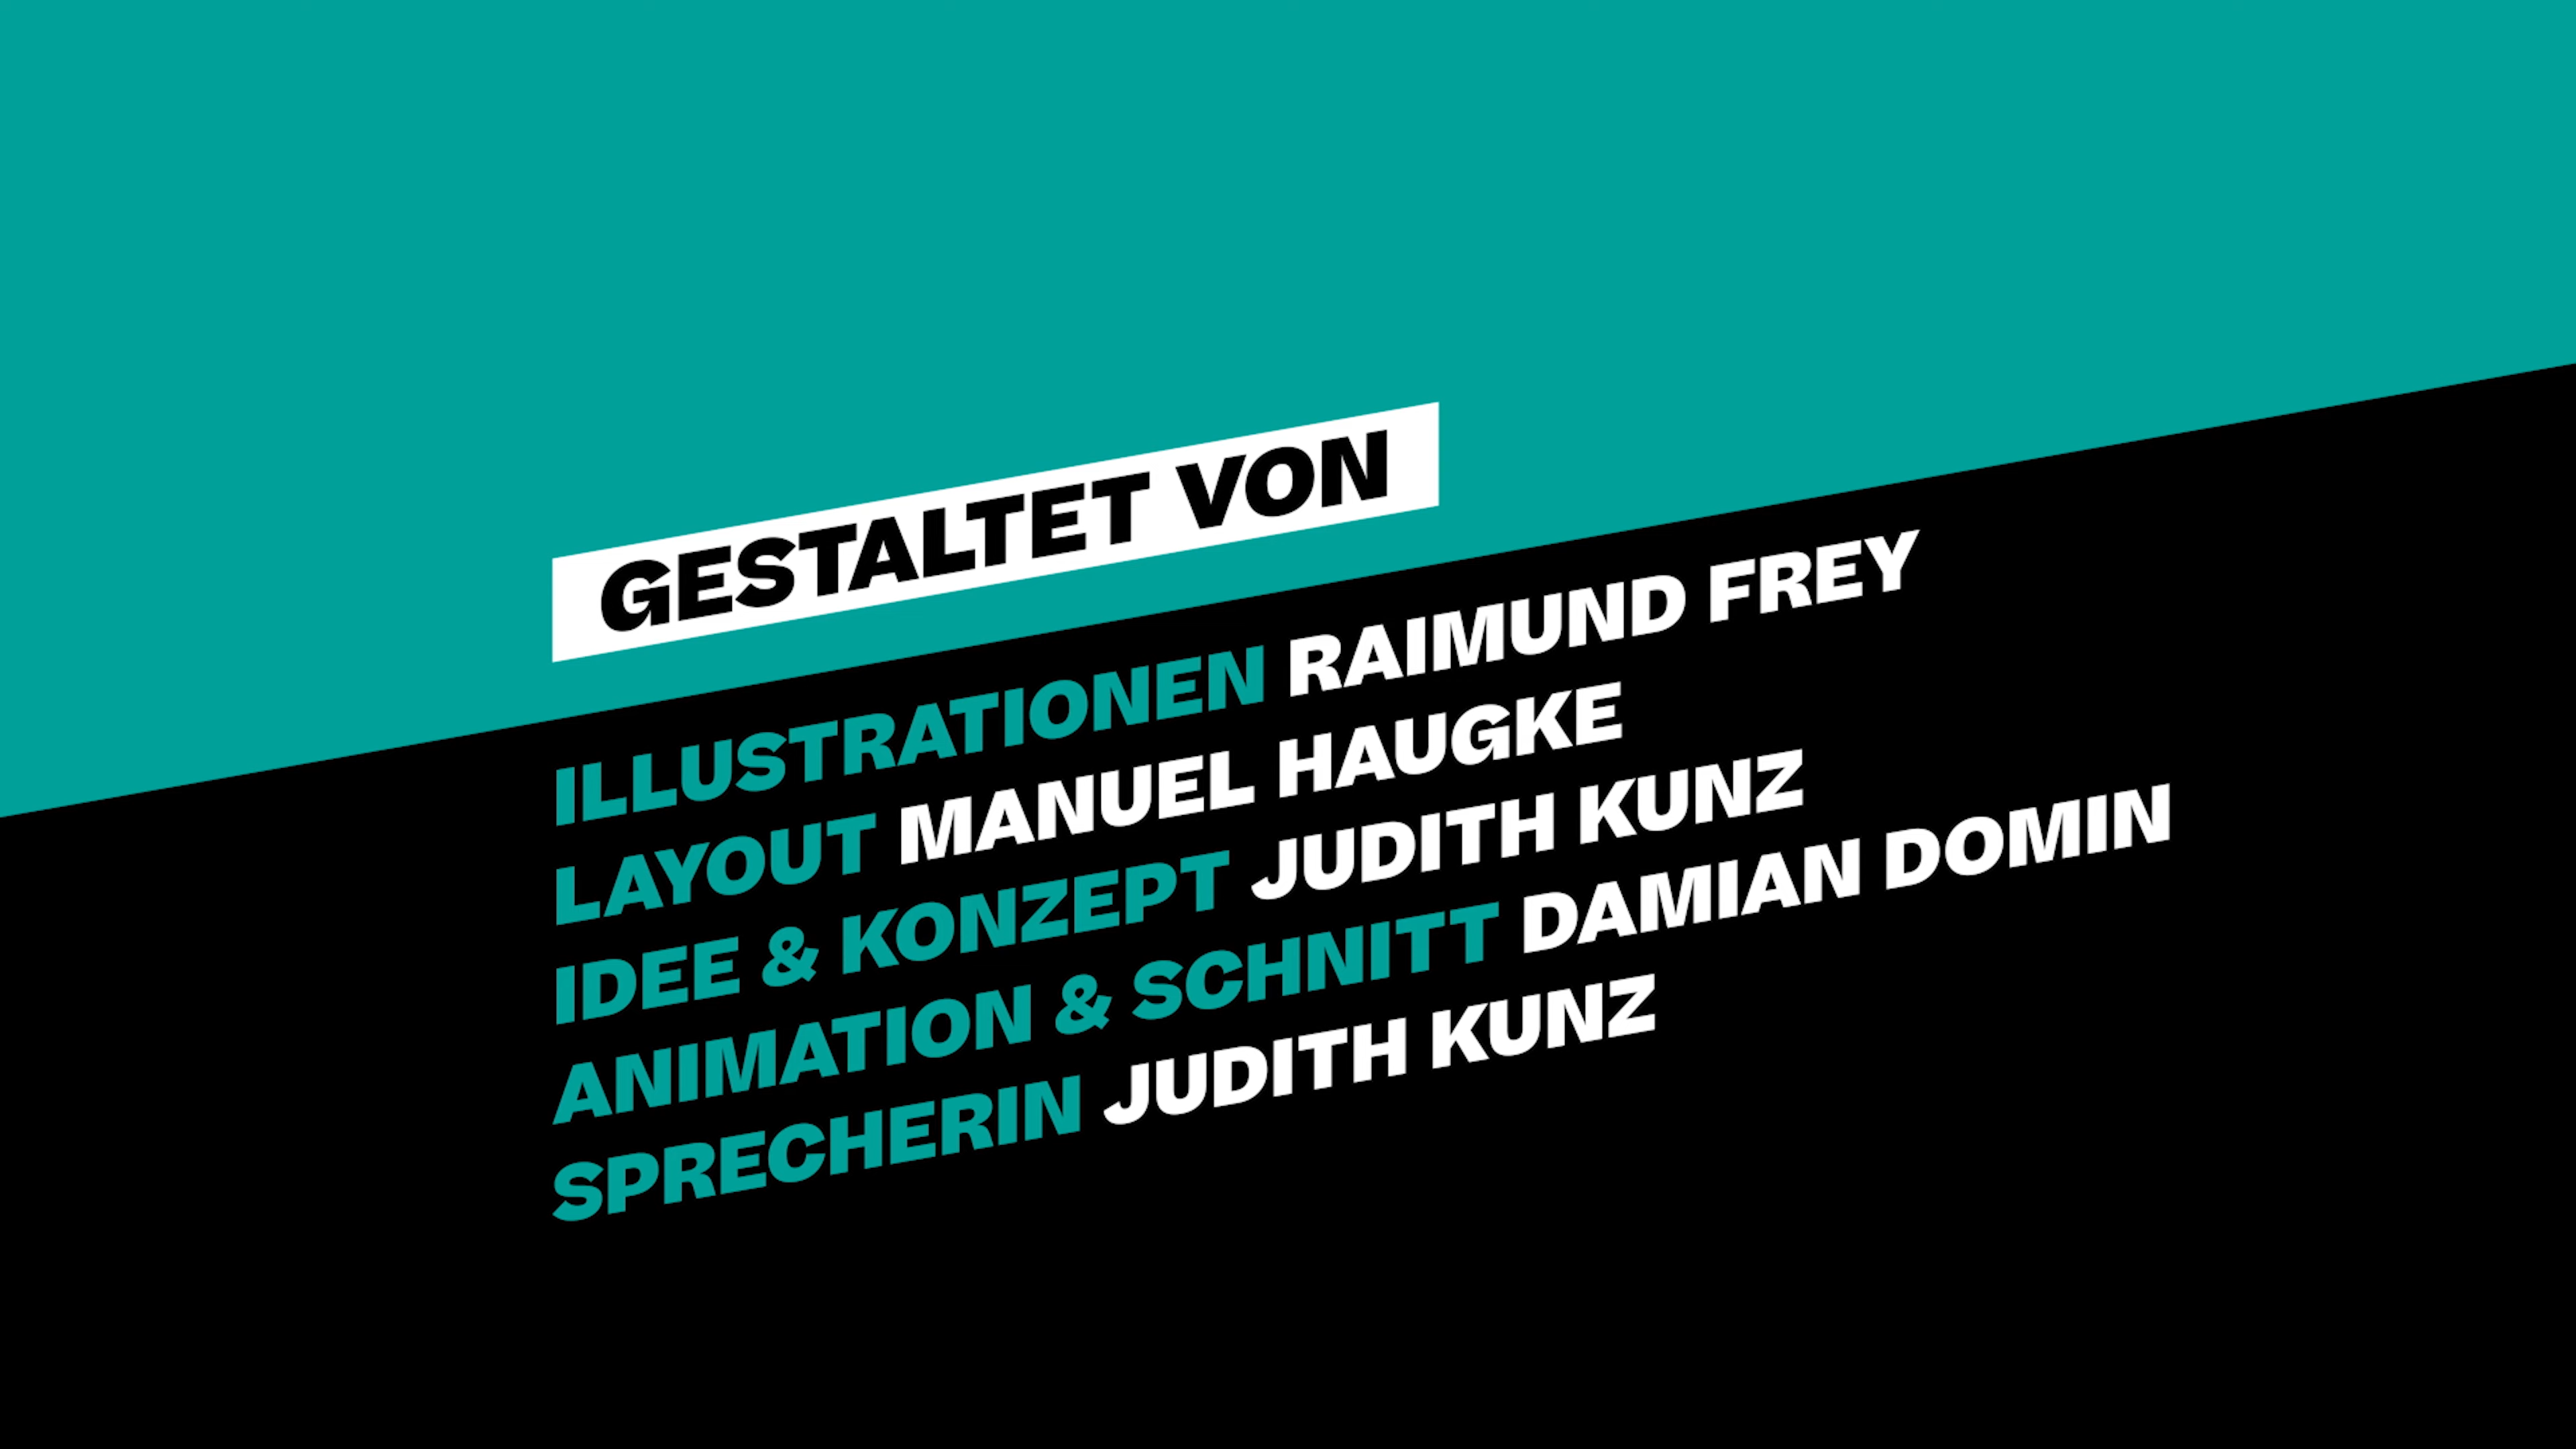 GESTALTET VON
ILLUSTRATIONEN RAIMUND FREY
LAYOUT MANUEL HAUGKE
IDEE & KONZEPT JUDITH KUNZ
ANIMATION & SCHNITT DAMIAN DOMIN
SPRECHERIN JUDITH KUNZ